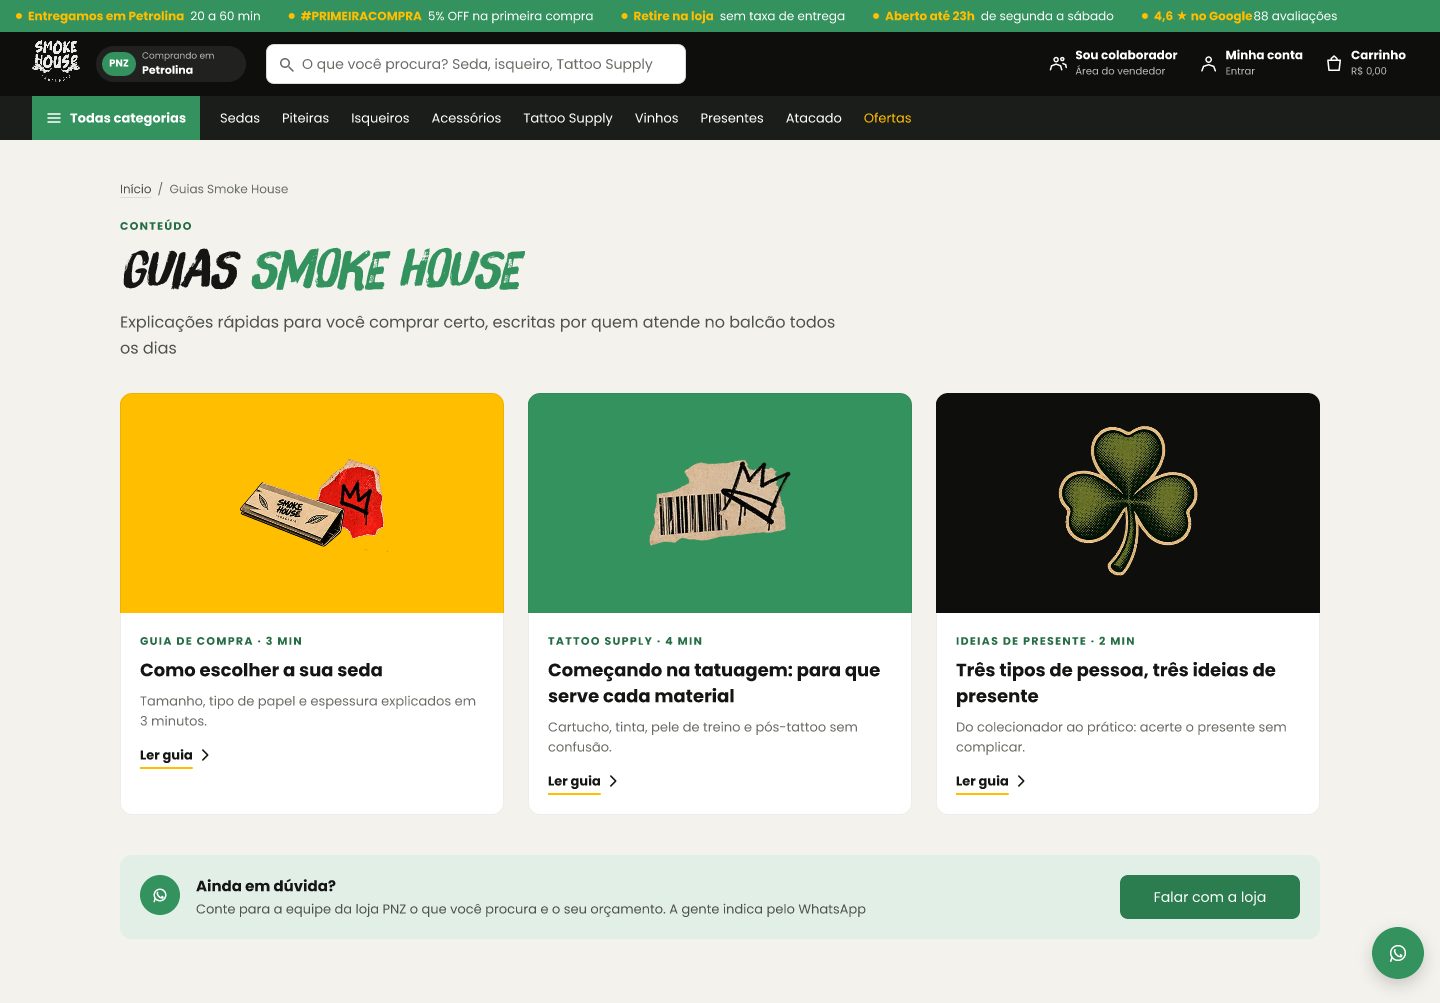 Entregamos em Petrolina 20 a 60 min
#PRIMEIRACOMPRA 5% OFF na primeira compra
Retire na loja sem taxa de entrega
Aberto até 23h de segunda a sábado
4,6 ★ no Google 88 avaliações
SMOKE
HOUSE
PNZ
Comprando em
Petrolina
O que você procura? Seda, isqueiro, Tattoo Supply
Sou colaborador
Área do vendedor
Minha conta
Entrar
Carrinho
R$ 0,00
Todas categorias
Sedas
Piteiras
Isqueiros
Acessórios
Tattoo Supply
Vinhos
Presentes
Atacado
Ofertas
Início / Guias Smoke House
CONTEÚDO
GUIAS SMOKE HOUSE
Explicações rápidas para você comprar certo, escritas por quem atende no balcão todos
os dias
SMOKE
HOUSE
GUIA DE COMPRA · 3 MIN
Como escolher a sua seda
Tamanho, tipo de papel e espessura explicados em
3 minutos.
Ler guia
TATTOO SUPPLY · 4 MIN
Começando na tatuagem: para que
serve cada material
Cartucho, tinta, pele de treino e pós-tattoo sem
confusão.
Ler guia
IDEIAS DE PRESENTE · 2 MIN
Três tipos de pessoa, três ideias de
presente
Do colecionador ao prático: acerte o presente sem
complicar.
Ler guia
Ainda em dúvida?
Conte para a equipe da loja PNZ o que você procura e o seu orçamento. A gente indica pelo WhatsApp
Falar com a loja